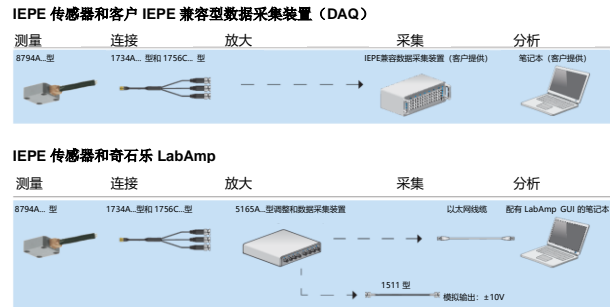 IEPE 传感器和客户 IEPE 兼容型数据采集装置（DAQ）
测量 连接 放大 采集 分析
8794A...型 1734A... 型和 1756C... 型 IEPE兼容数据采集装置（客户提供） 笔记本（客户提供）
IEPE 传感器和奇石乐 LabAmp
测量 连接 放大 采集 分析
8794A... 型 1734A... 型和 1756C...型 5165A...型调整和数据采集装置 以太网线缆 配有 LabAmp GUI 的笔记本
1511 型
模拟输出：±10V